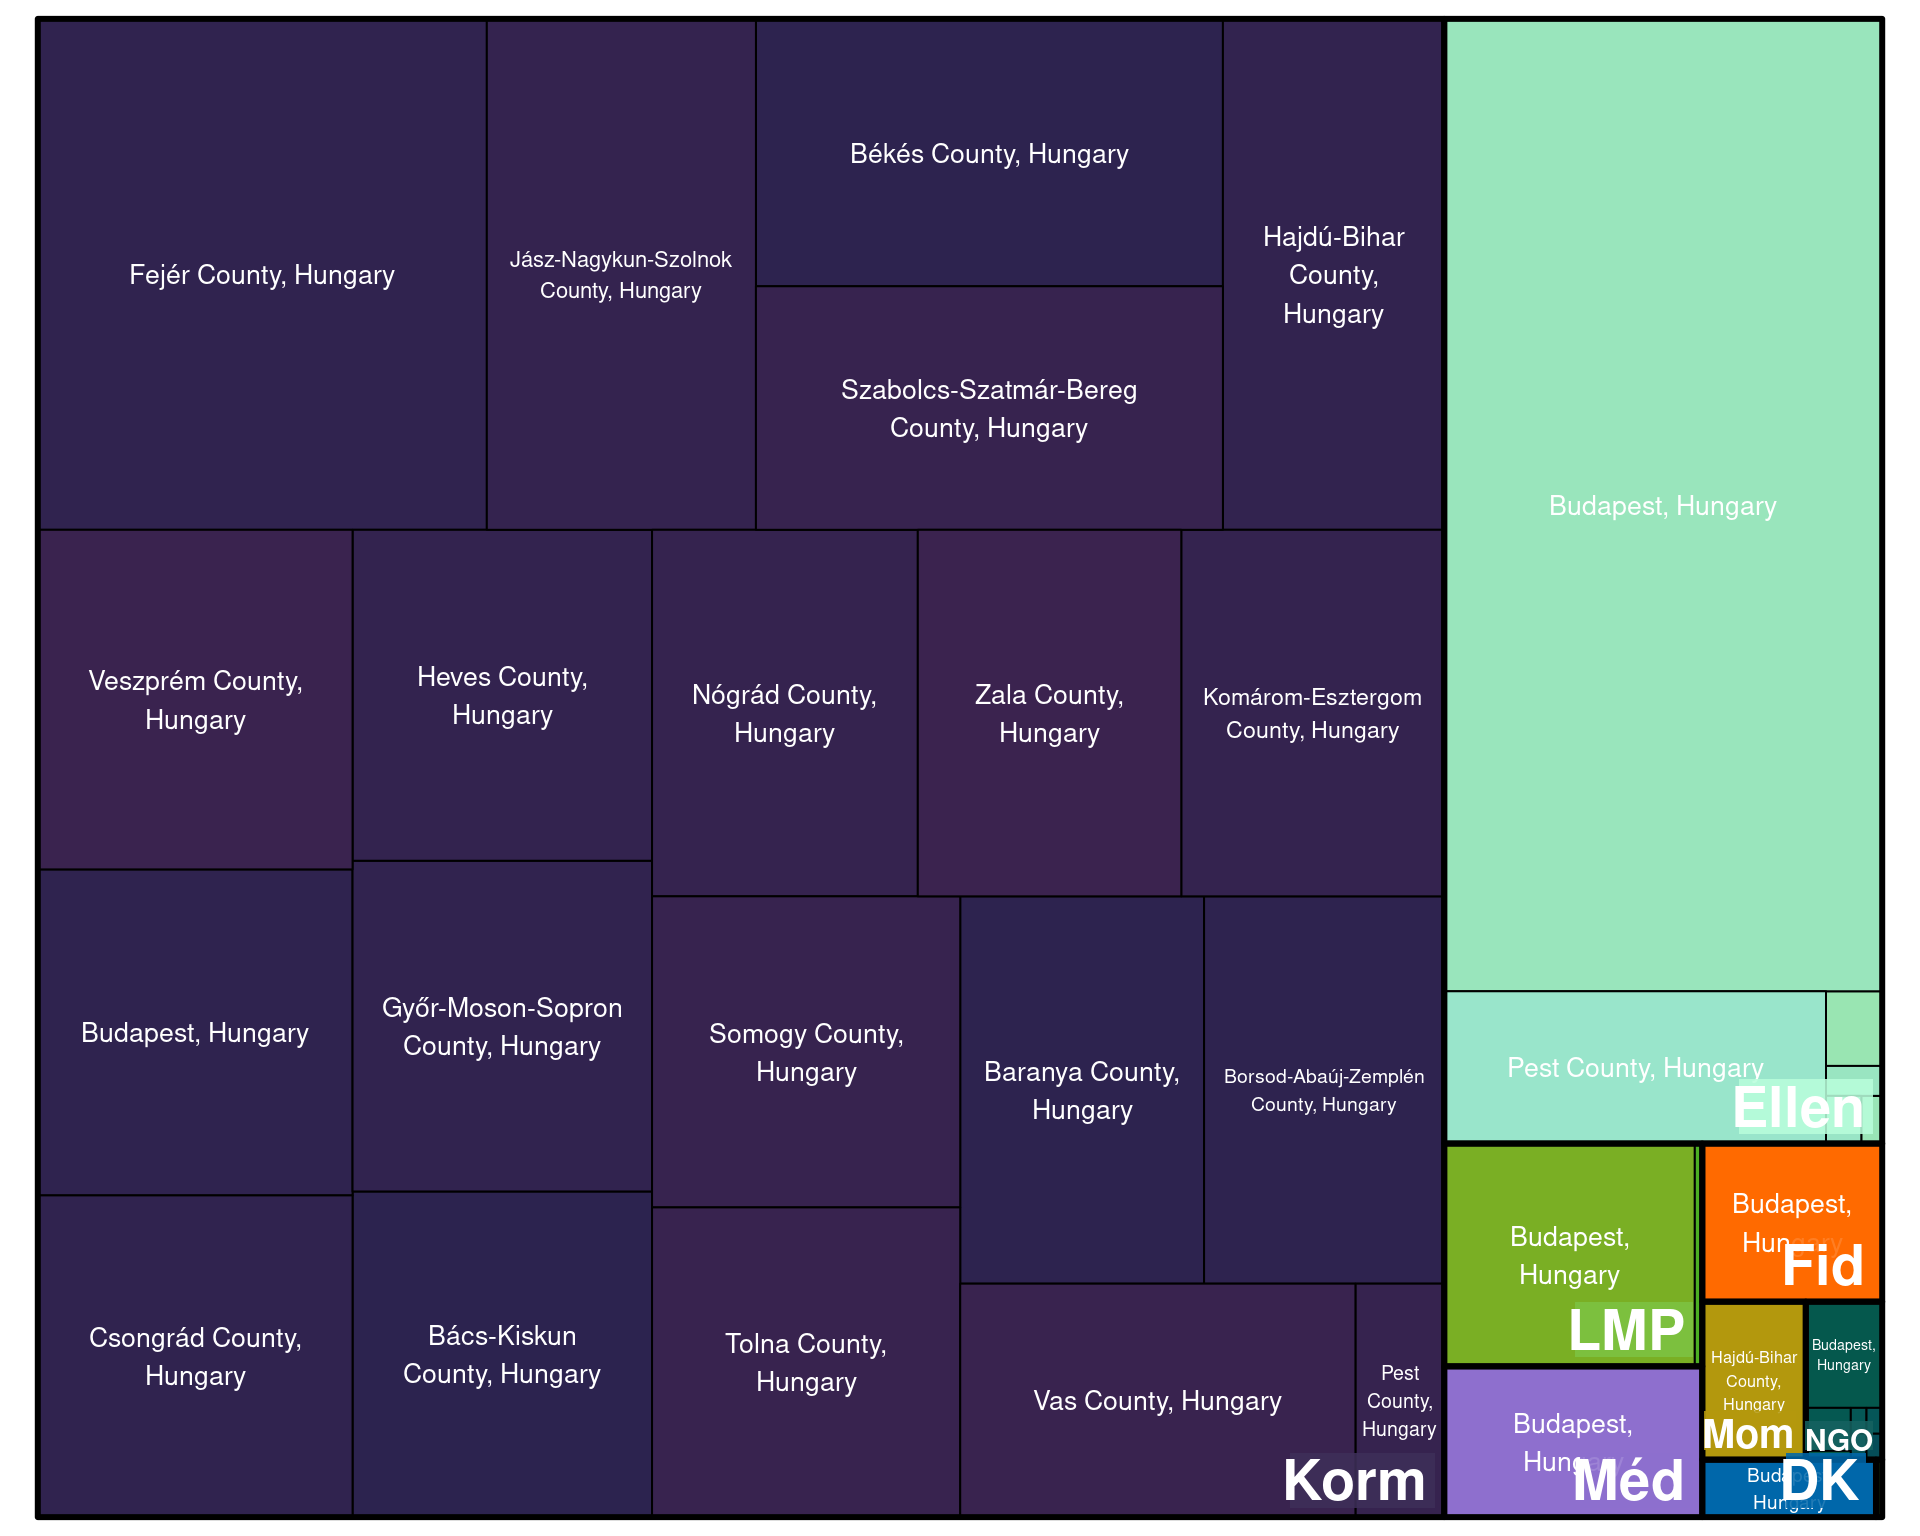 Fejér County, Hungary
Jász-Nagykun-Szolnok
County, Hungary
Békés County, Hungary
Szabolcs-Szatmár-Bereg
County, Hungary
Hajdú-Bihar
County,
Hungary
Veszprém County,
Hungary
Heves County,
Hungary
Nógrád County,
Hungary
Zala County,
Hungary
Komárom-Esztergom
County, Hungary
Budapest, Hungary
Győr-Moson-Sopron
County, Hungary
Somogy County,
Hungary
Baranya County,
Hungary
Borsod-Abaúj-Zemplén
County, Hungary
Csongrád County,
Hungary
Bács-Kiskun
County, Hungary
Tolna County,
Hungary
Vas County, Hungary
Pest
County,
Hungary
Korm
Budapest, Hungary
Pest County, Hungary
Ellen
Budapest,
Hungary
LMP
Budapest,
Hungary
Fid
Budapest,
Hungary
Méd
Hajdú-Bihar
County,
Hungary
Mom
Budapest,
Hungary
NGO
Budapest,
Hungary
DK